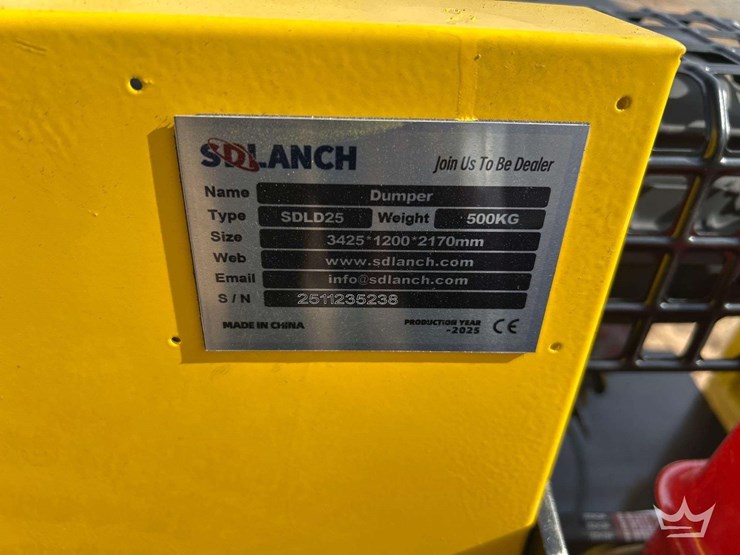 SDLANCH Join Us To Be Dealer
Name Dumper
Type SDLD25 Weight 500KG
Size 3425*1200*2170mm
Web www.sdlanch.com
Email info@sdlanch.com
S / N 2511235238
MADE IN CHINA PRODUCTION YEAR CE
-2025